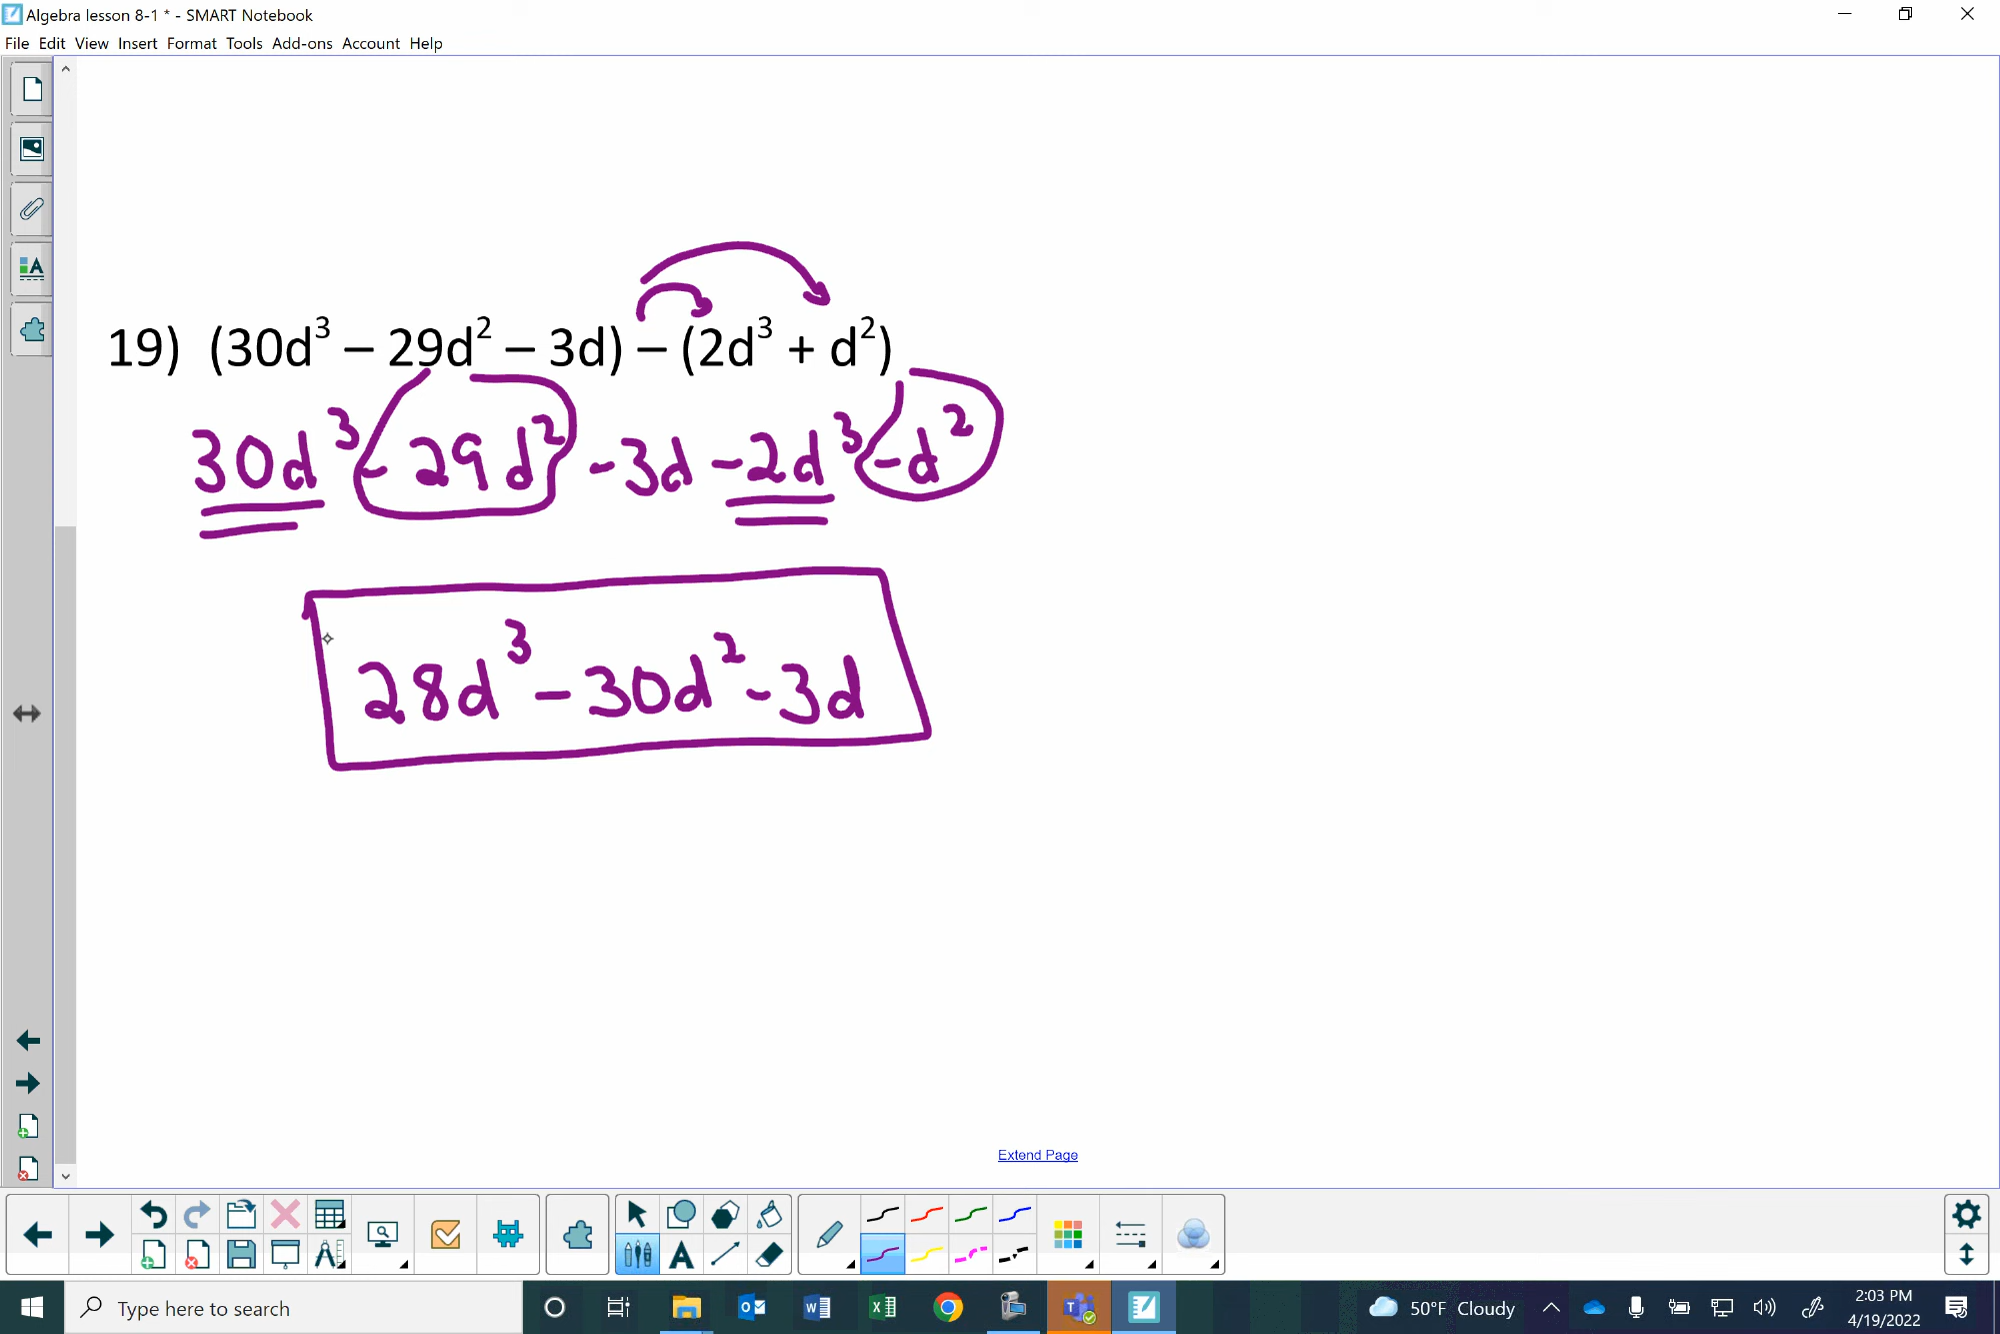 Algebra lesson 8-1 * - SMART Notebook
File Edit View Insert Format Tools Add-ons Account Help
19) (30d³ – 29d² – 3d) – (2d³ + d²)
30d³ - 29d² - 3d - 2d³ - d²
28d³ - 30d² - 3d
Extend Page
Type here to search
50°F Cloudy
2:03 PM
4/19/2022